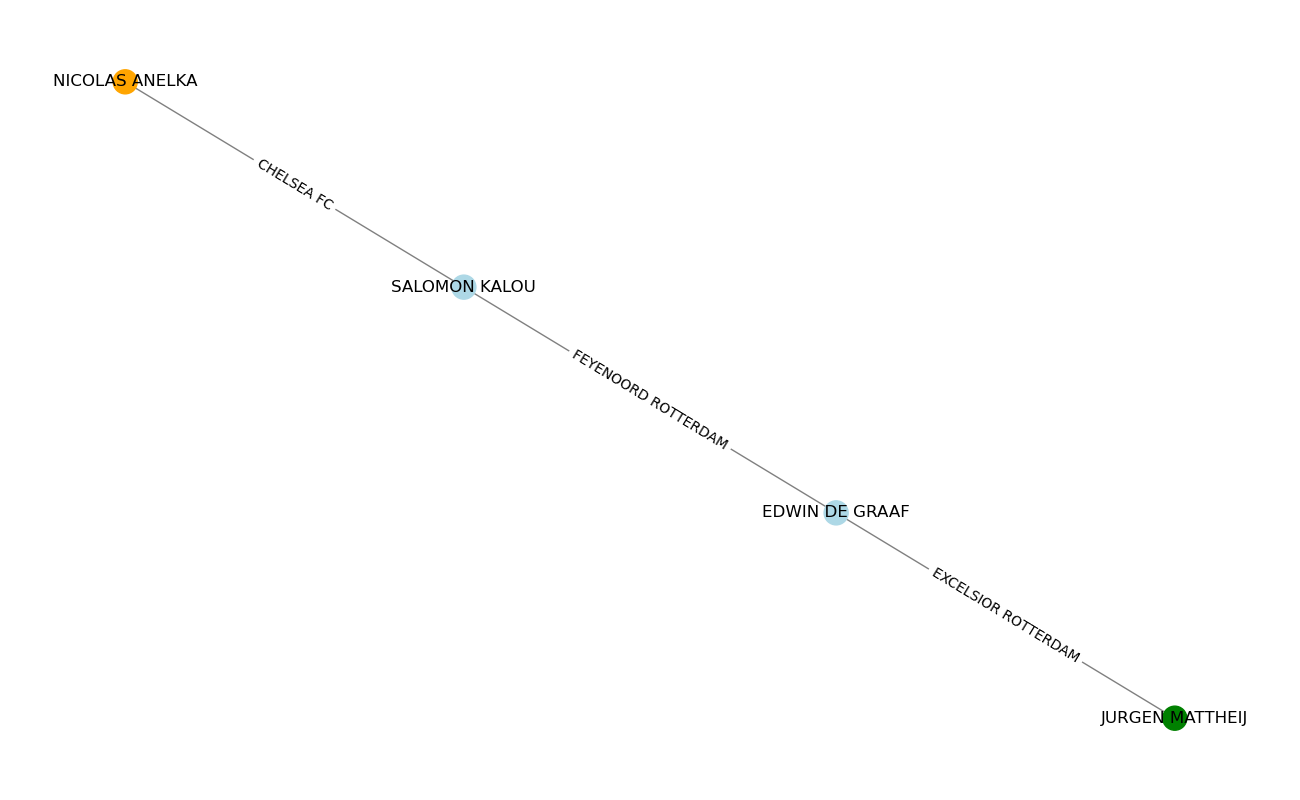 NICOLAS ANELKA
CHELSEA FC
SALOMON KALOU
FEYENOORD ROTTERDAM
EDWIN DE GRAAF
EXCELSIOR ROTTERDAM
JURGEN MATTHEIJ